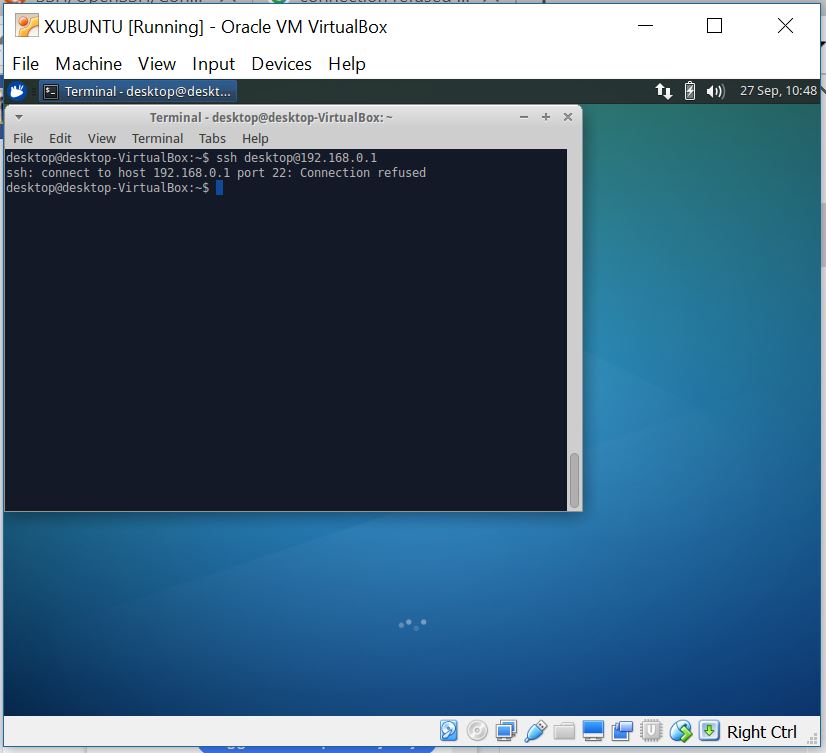 XUBUNTU [Running] - Oracle VM VirtualBox
File Machine View Input Devices Help
Terminal - desktop@deskt...
27 Sep, 10:48
Terminal - desktop@desktop-VirtualBox: ~
File Edit View Terminal Tabs Help
desktop@desktop-VirtualBox:~$ ssh desktop@192.168.0.1
ssh: connect to host 192.168.0.1 port 22: Connection refused
desktop@desktop-VirtualBox:~$
Right Ctrl